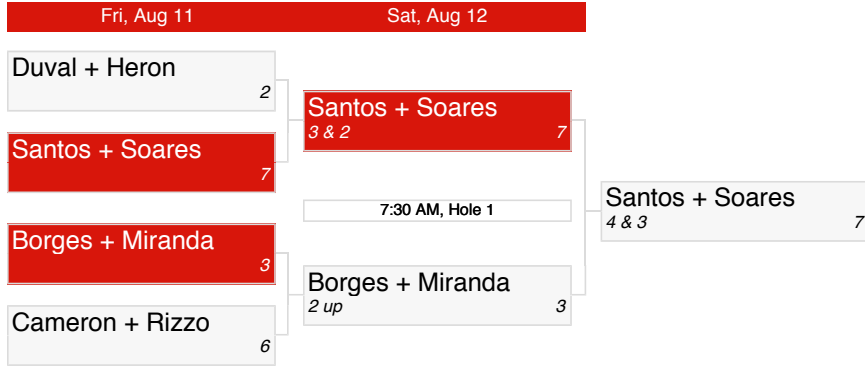 Fri, Aug 11
Sat, Aug 12
Duval + Heron
2
Santos + Soares
7
Borges + Miranda
3
Cameron + Rizzo
6
Santos + Soares
3 & 2 7
7:30 AM, Hole 1
Borges + Miranda
2 up 3
Santos + Soares
4 & 3 7